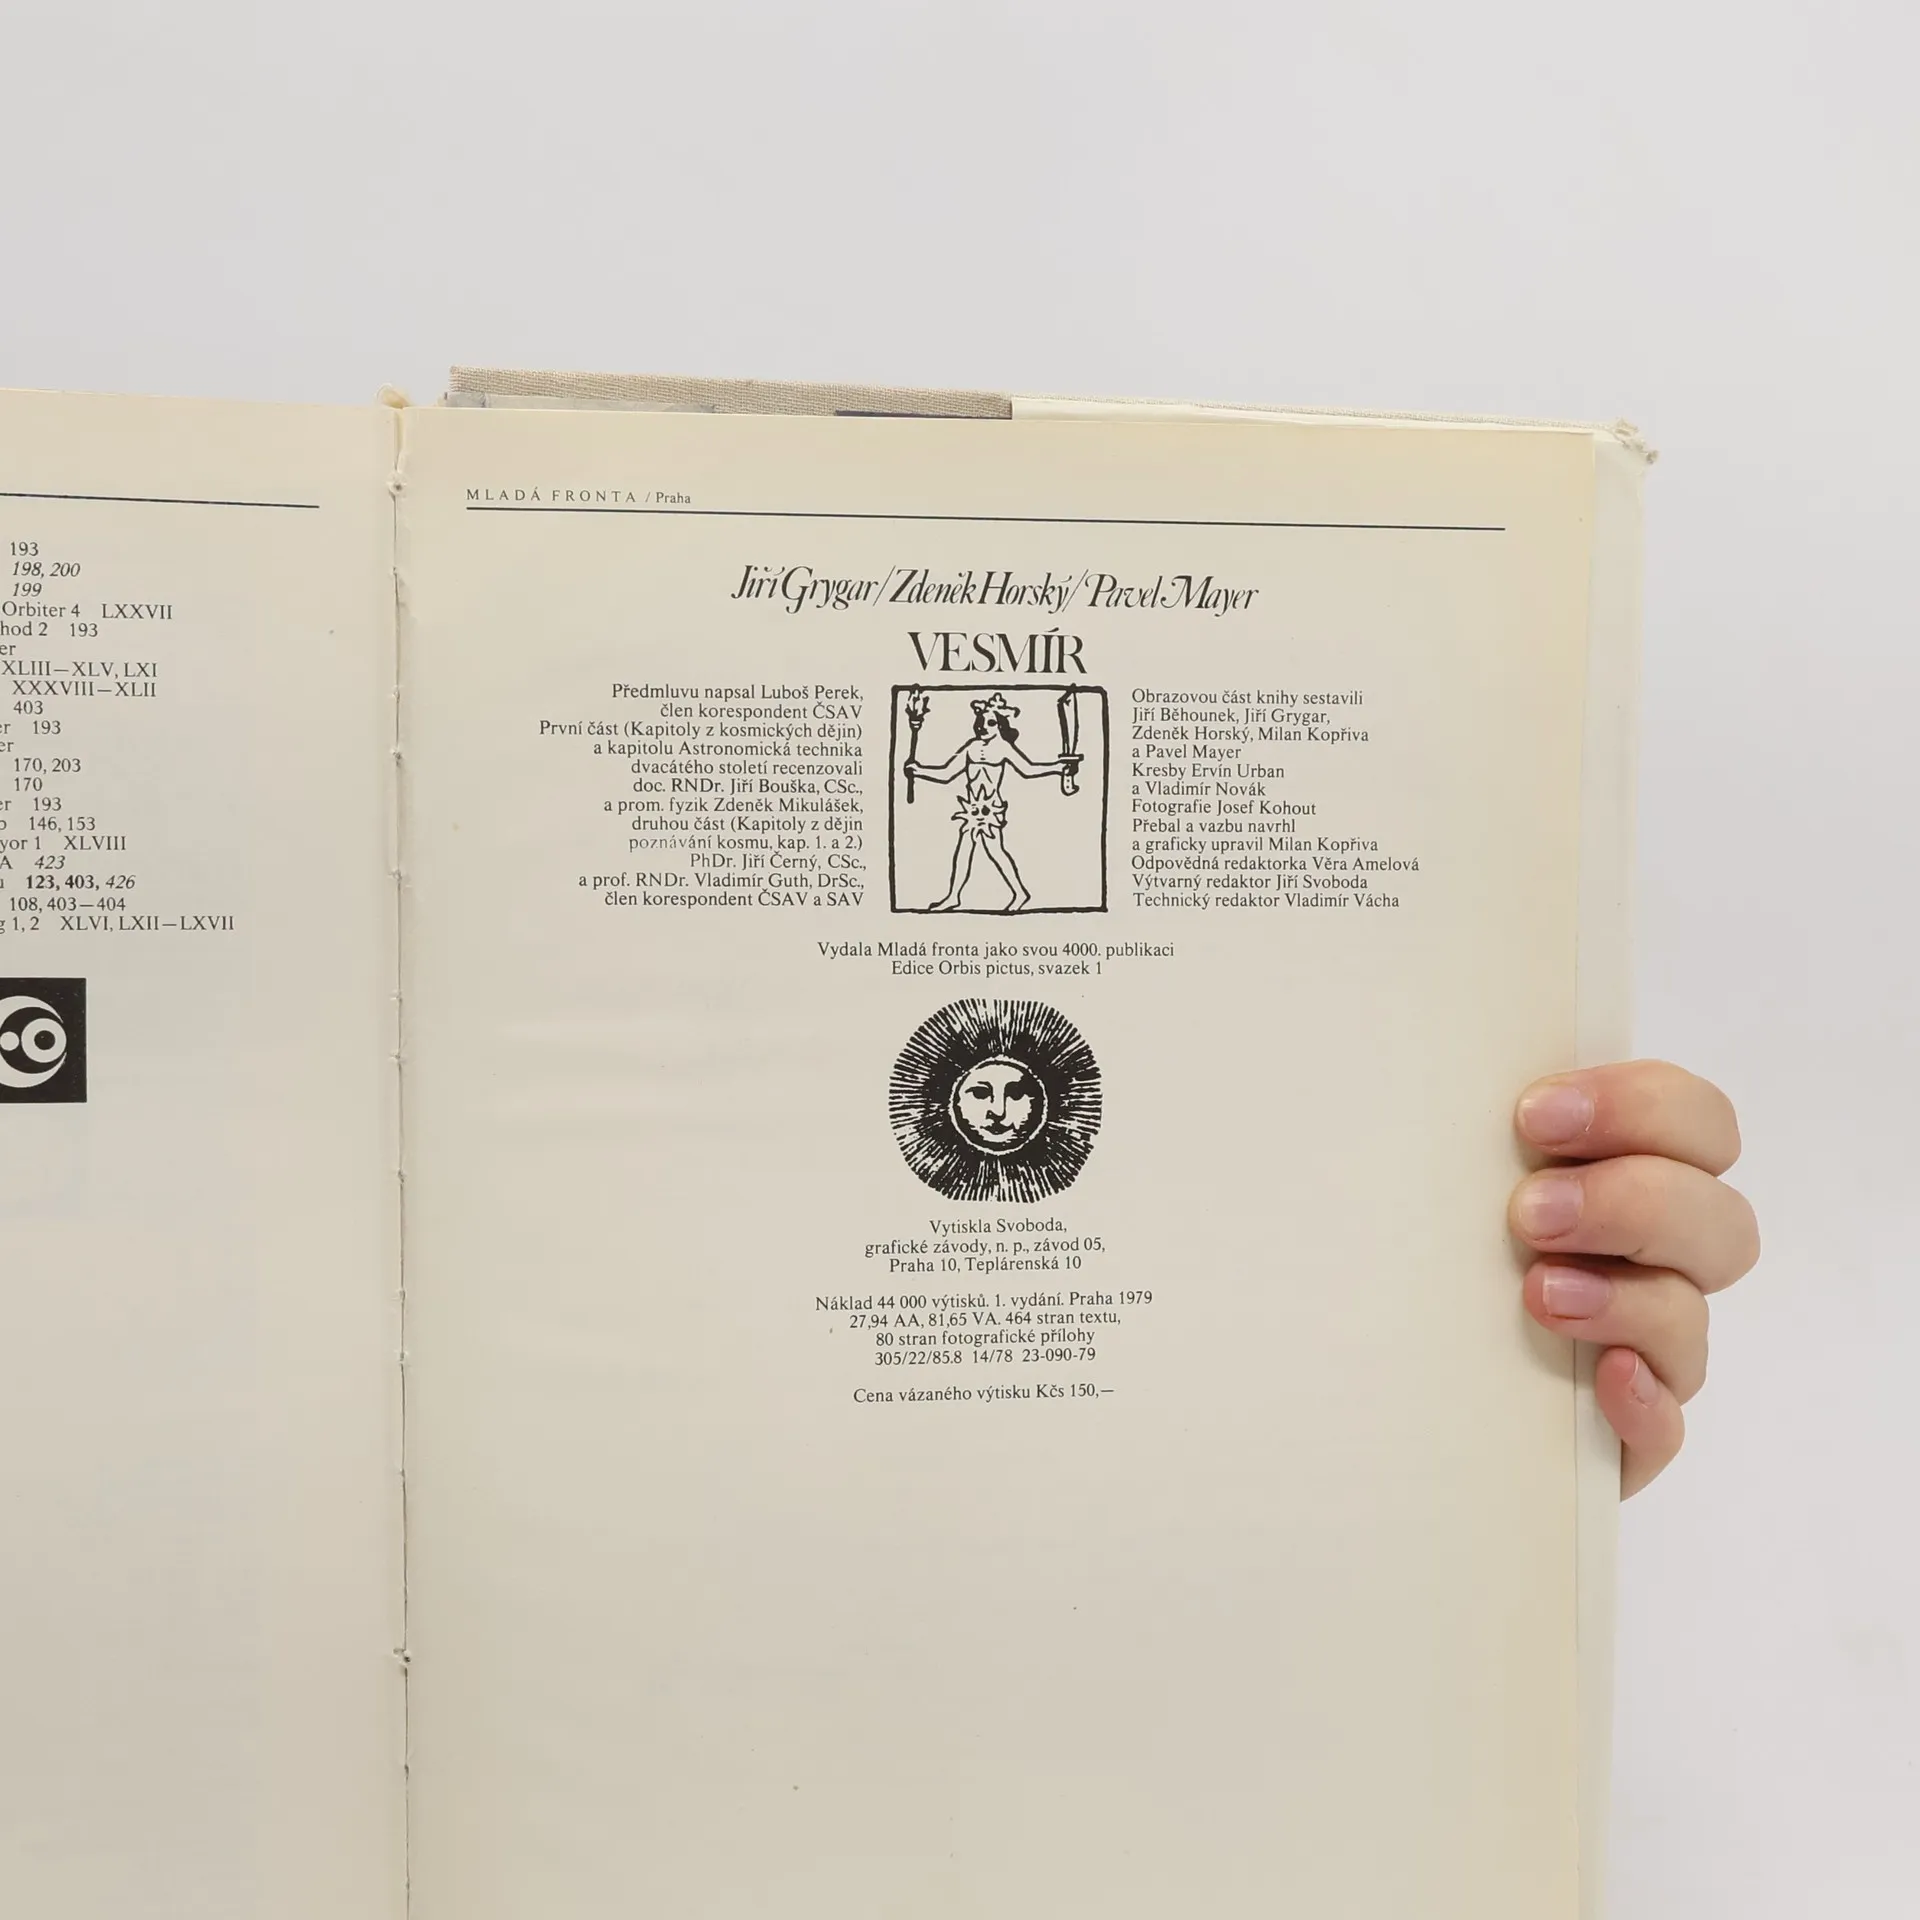 193
198, 200
199
Orbiter 4 LXXVII
193
XLIII—XLV, LXI
XXXVIII—XLII
403
193
170, 203
170
193
146, 153
XLVIII
423
123, 403, 426
108, 403—404
1, 2 XLVI, LXII—LXVII
MLADÁ FRONTA / Praha
Jiří Grygar/Zdeněk Horský/Pavel Mayer
VESMÍR
Předmluvu napsal Luboš Perek,
člen korespondent ČSAV
První část (Kapitoly z kosmických dějin)
a kapitolu Astronomická technika
dvacátého století recenzovali
doc. RNDr. Jiří Bouška, CSc.,
a prom. fyzik Zdeněk Mikulášek,
druhou část (Kapitoly z dějin
poznávání kosmu, kap. 1. a 2.)
PhDr. Jiří Černý, CSc.,
a prof. RNDr. Vladimír Guth, DrSc.,
člen korespondent ČSAV a SAV
Obrazovou část knihy sestavili
Jiří Běhounek, Jiří Grygar,
Zdeněk Horský, Milan Kopřiva
a Pavel Mayer
Kresby Ervín Urban
a Vladimír Novák
Fotografie Josef Kohout
Přebal a vazbu navrhl
a graficky upravil Milan Kopřiva
Odpovědná redaktorka Věra Amelová
Výtvarný redaktor Jiří Svoboda
Technický redaktor Vladimír Vácha
Vydala Mladá fronta jako svou 4000. publikaci
Edice Orbis pictus, svazek 1
Vytiskla Svoboda,
grafické závody, n. p., závod 05,
Praha 10, Teplárenská 10
Náklad 44 000 výtisků. 1. vydání. Praha 1979
27,94 AA, 81,65 VA. 464 stran textu,
80 stran fotografické přílohy
305/22/85.8 14/78 23-090-79
Cena vázaného výtisku Kčs 150,—